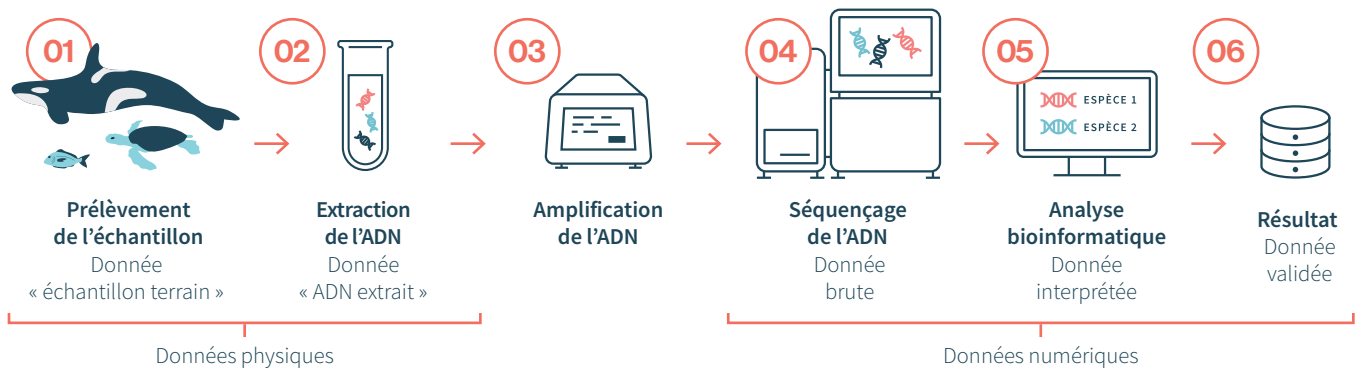 01
02
03
04
05
06
ESPÈCE 1
ESPÈCE 2
Prélèvement
de l’échantillon
Donnée
« échantillon terrain »
Extraction
de l’ADN
Donnée
« ADN extrait »
Amplification
de l’ADN
Séquençage
de l’ADN
Donnée
brute
Analyse
bioinformatique
Donnée
interprétée
Résultat
Donnée
validée
Données physiques
Données numériques